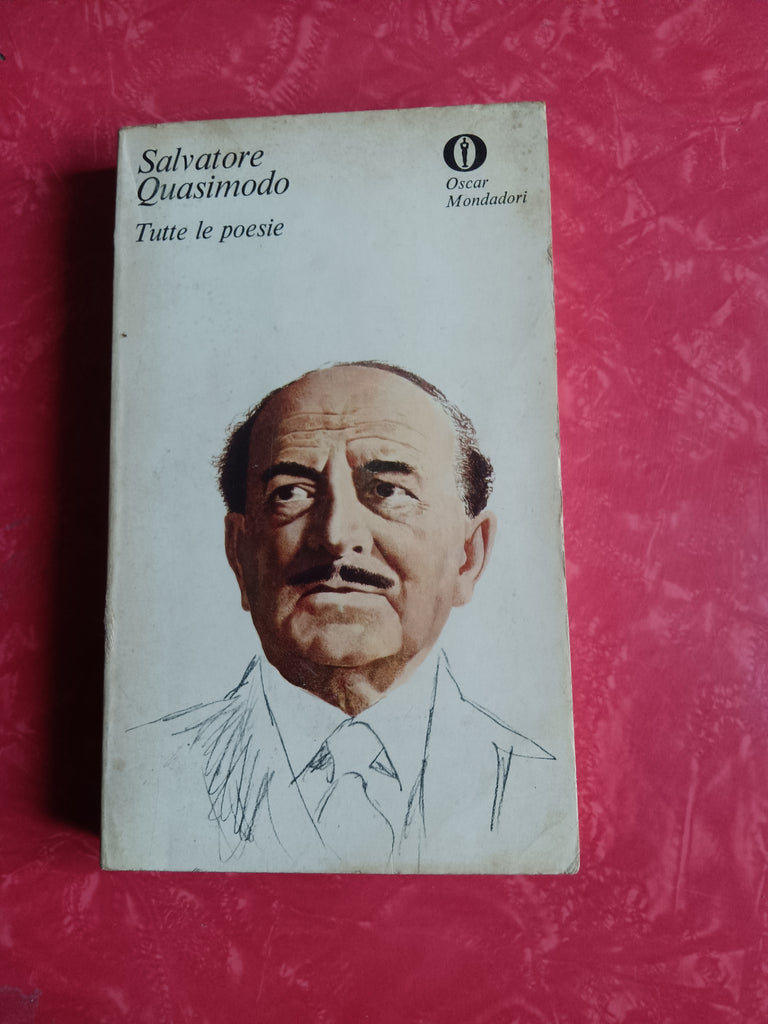 Salvatore
Quasimodo
Tutte le poesie
Oscar
Mondadori